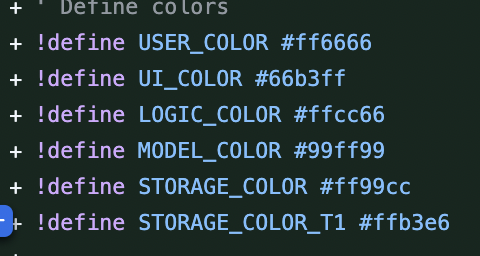 + ' Define colors
+ !define USER_COLOR #ff6666
+ !define UI_COLOR #66b3ff
+ !define LOGIC_COLOR #ffcc66
+ !define MODEL_COLOR #99ff99
+ !define STORAGE_COLOR #ff99cc
+ !define STORAGE_COLOR_T1 #ffb3e6